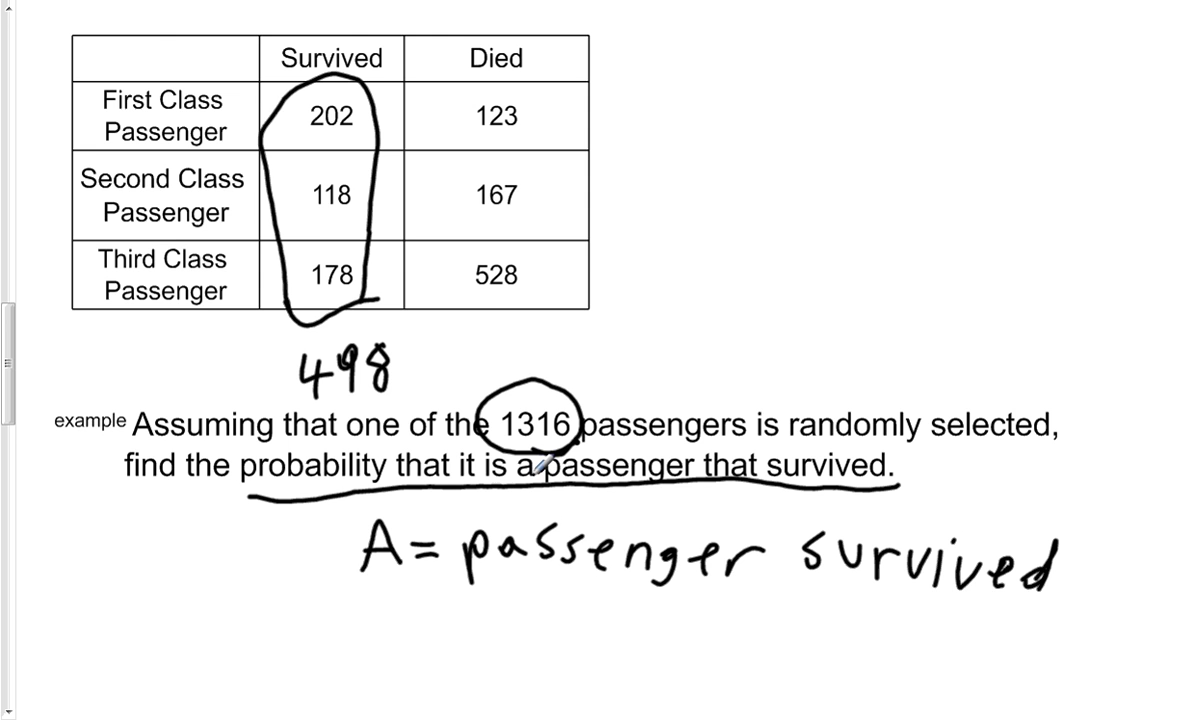 Survived Died
First Class
Passenger 202 123
Second Class
Passenger 118 167
Third Class
Passenger 178 528
498
example Assuming that one of the 1316 passengers is randomly selected,
find the probability that it is a passenger that survived.
A= passenger survived